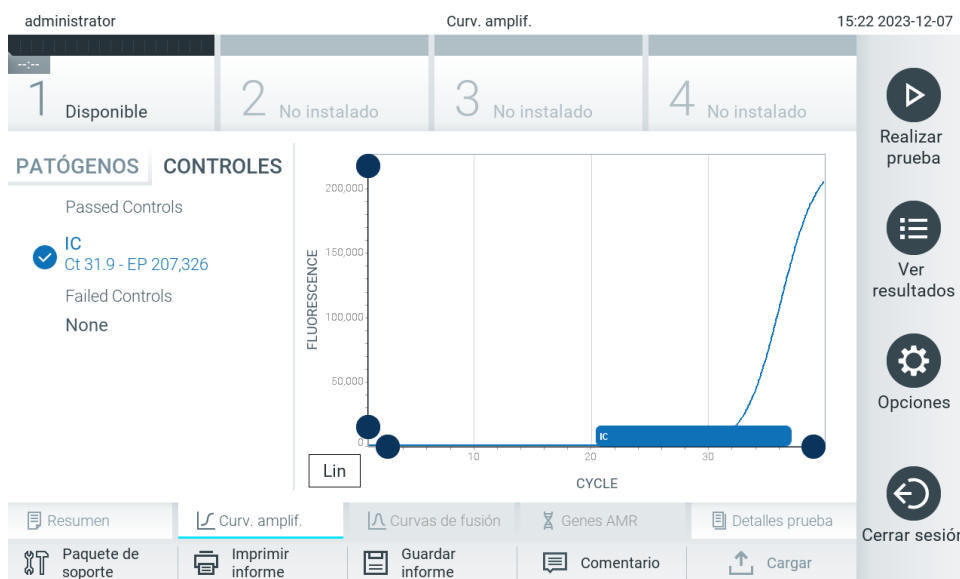 administrator
Curv. amplif.
15:22 2023-12-07
--:--
1 Disponible
2 No instalado
3 No instalado
4 No instalado
PATÓGENOS
CONTROLES
Passed Controls
IC
Ct 31.9 - EP 207,326
Failed Controls
None
FLUORESCENCE
200,000
150,000
100,000
50,000
0
IC
10
20
30
CYCLE
Lin
Realizar
prueba
Ver
resultados
Opciones
Cerrar sesión
Resumen
Curv. amplif.
Curvas de fusión
Genes AMR
Detalles prueba
Paquete de
soporte
Imprimir
informe
Guardar
informe
Comentario
Cargar